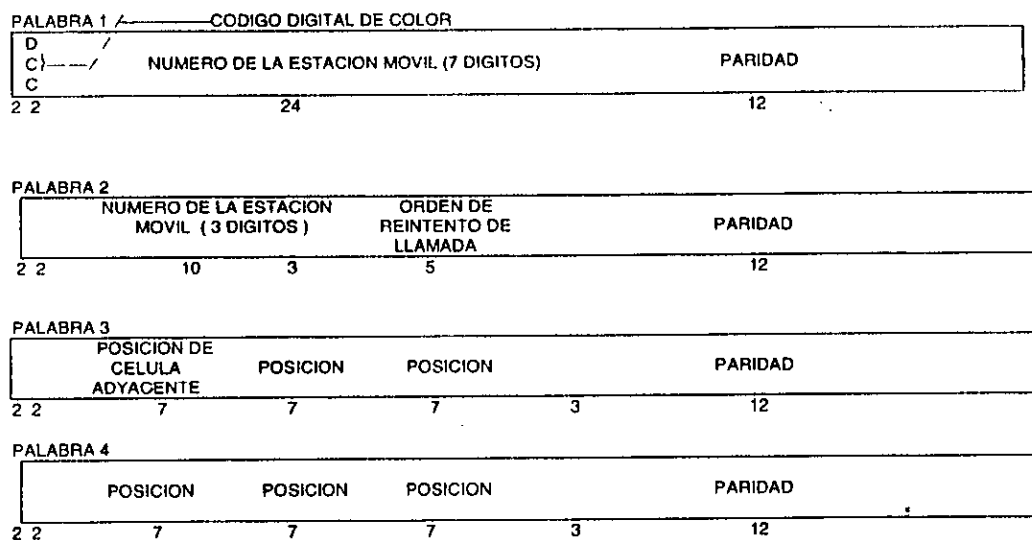 PALABRA 1 CODIGO DIGITAL DE COLOR
D
C
C
NUMERO DE LA ESTACION MOVIL (7 DIGITOS) PARIDAD
2 2 24 12
PALABRA 2
NUMERO DE LA ESTACION
MOVIL ( 3 DIGITOS )
ORDEN DE
REINTENTO DE
LLAMADA
PARIDAD
2 2 10 3 5 12
PALABRA 3
POSICION DE
CELULA
ADYACENTE
POSICION POSICION PARIDAD
2 2 7 7 7 3 12
PALABRA 4
POSICION POSICION POSICION PARIDAD
2 2 7 7 7 3 12